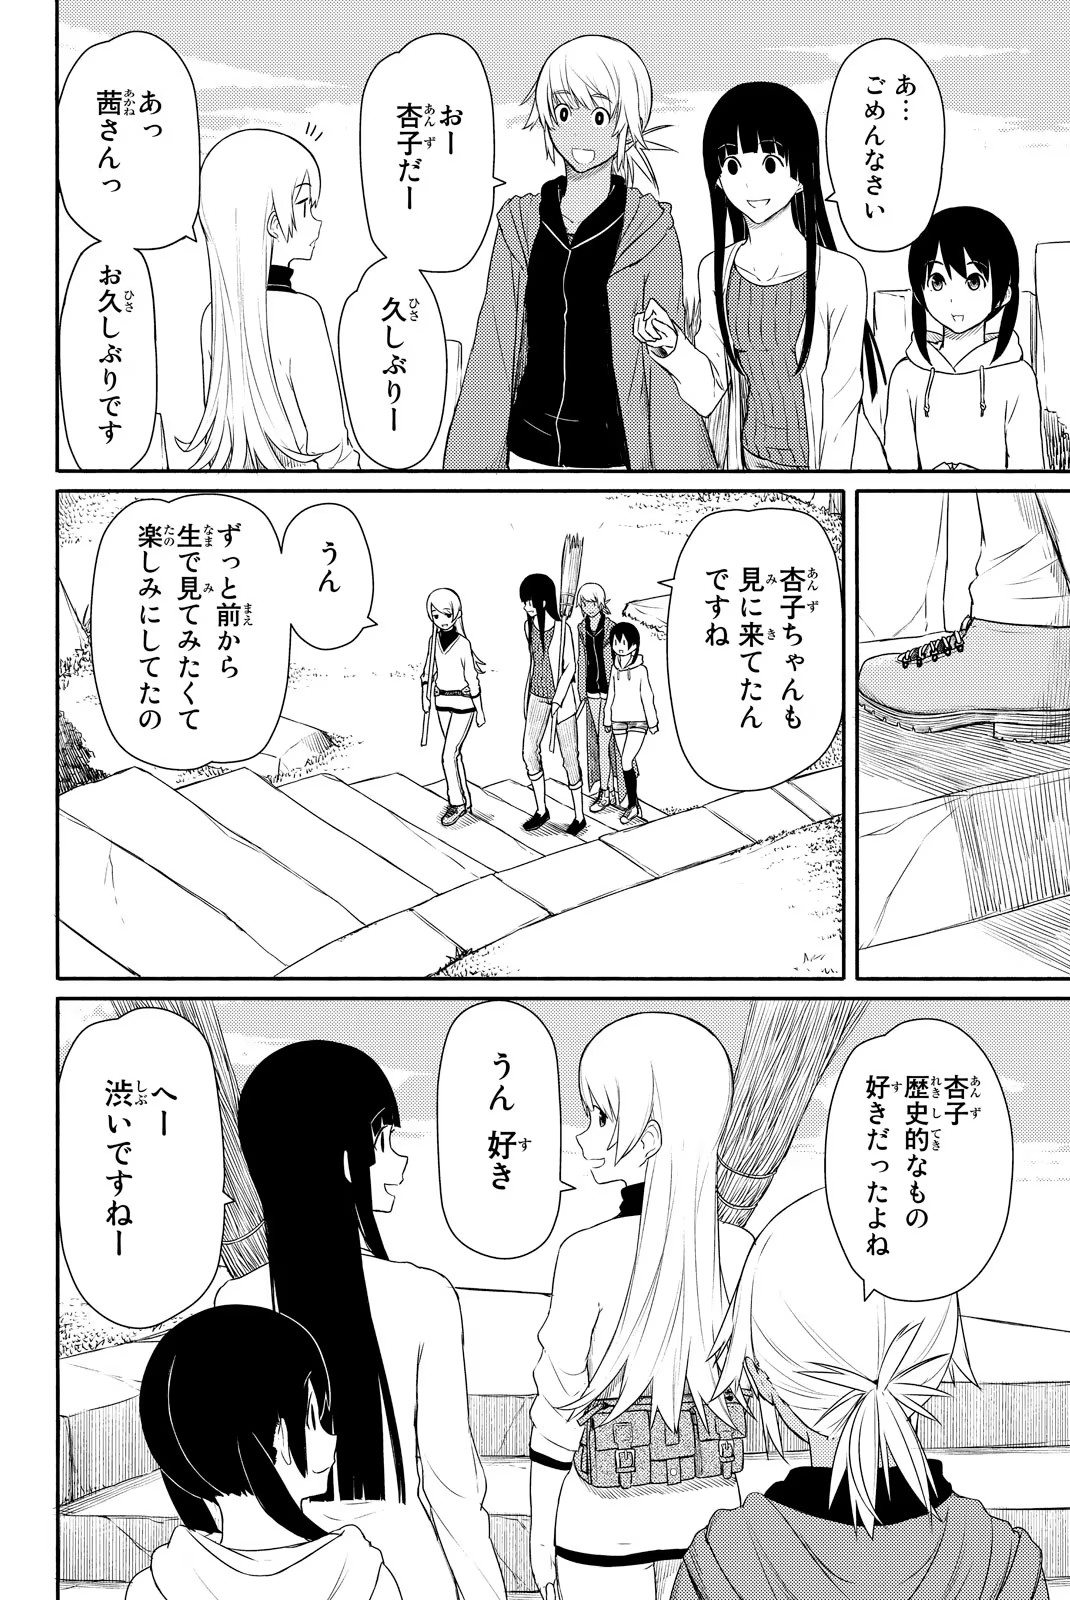 あ…
ごめんなさい
おー
杏子だー
久しぶりー
あっ
茜さんっ
お久しぶりです
杏子ちゃんも
見に来てたん
ですね
うん
ずっと前から
生で見てみたくて
楽しみにしてたの
杏子
歴史的なもの
好きだったよね
うん 好き
へー
渋いですねー